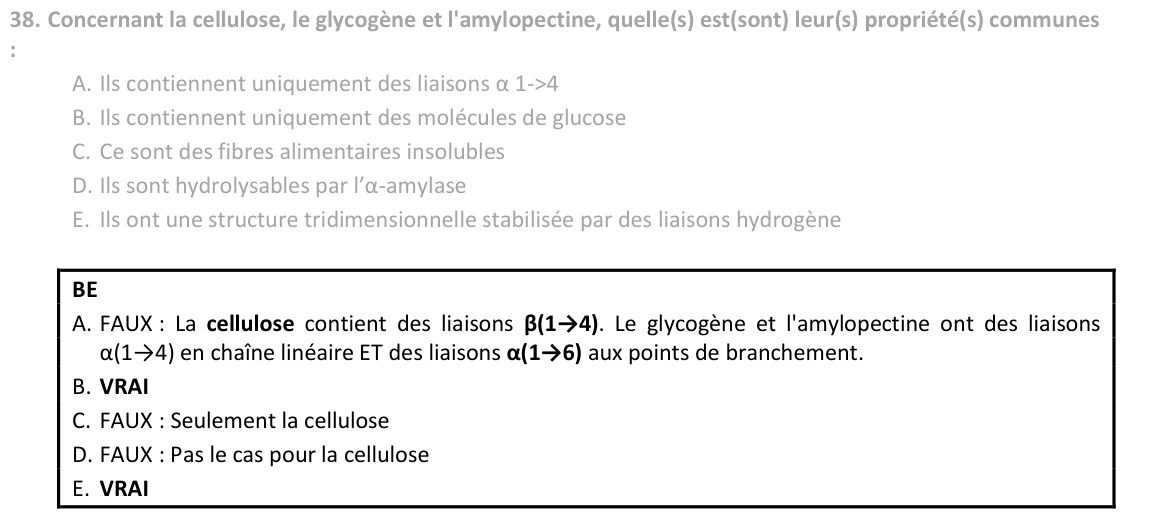 38. Concernant la cellulose, le glycogène et l'amylopectine, quelle(s) est(sont) leur(s) propriété(s) communes
:
A. Ils contiennent uniquement des liaisons α 1->4
B. Ils contiennent uniquement des molécules de glucose
C. Ce sont des fibres alimentaires insolubles
D. Ils sont hydrolysables par l’α-amylase
E. Ils ont une structure tridimensionnelle stabilisée par des liaisons hydrogène
BE
A. FAUX : La cellulose contient des liaisons β(1→4). Le glycogène et l'amylopectine ont des liaisons
α(1→4) en chaîne linéaire ET des liaisons α(1→6) aux points de branchement.
B. VRAI
C. FAUX : Seulement la cellulose
D. FAUX : Pas le cas pour la cellulose
E. VRAI